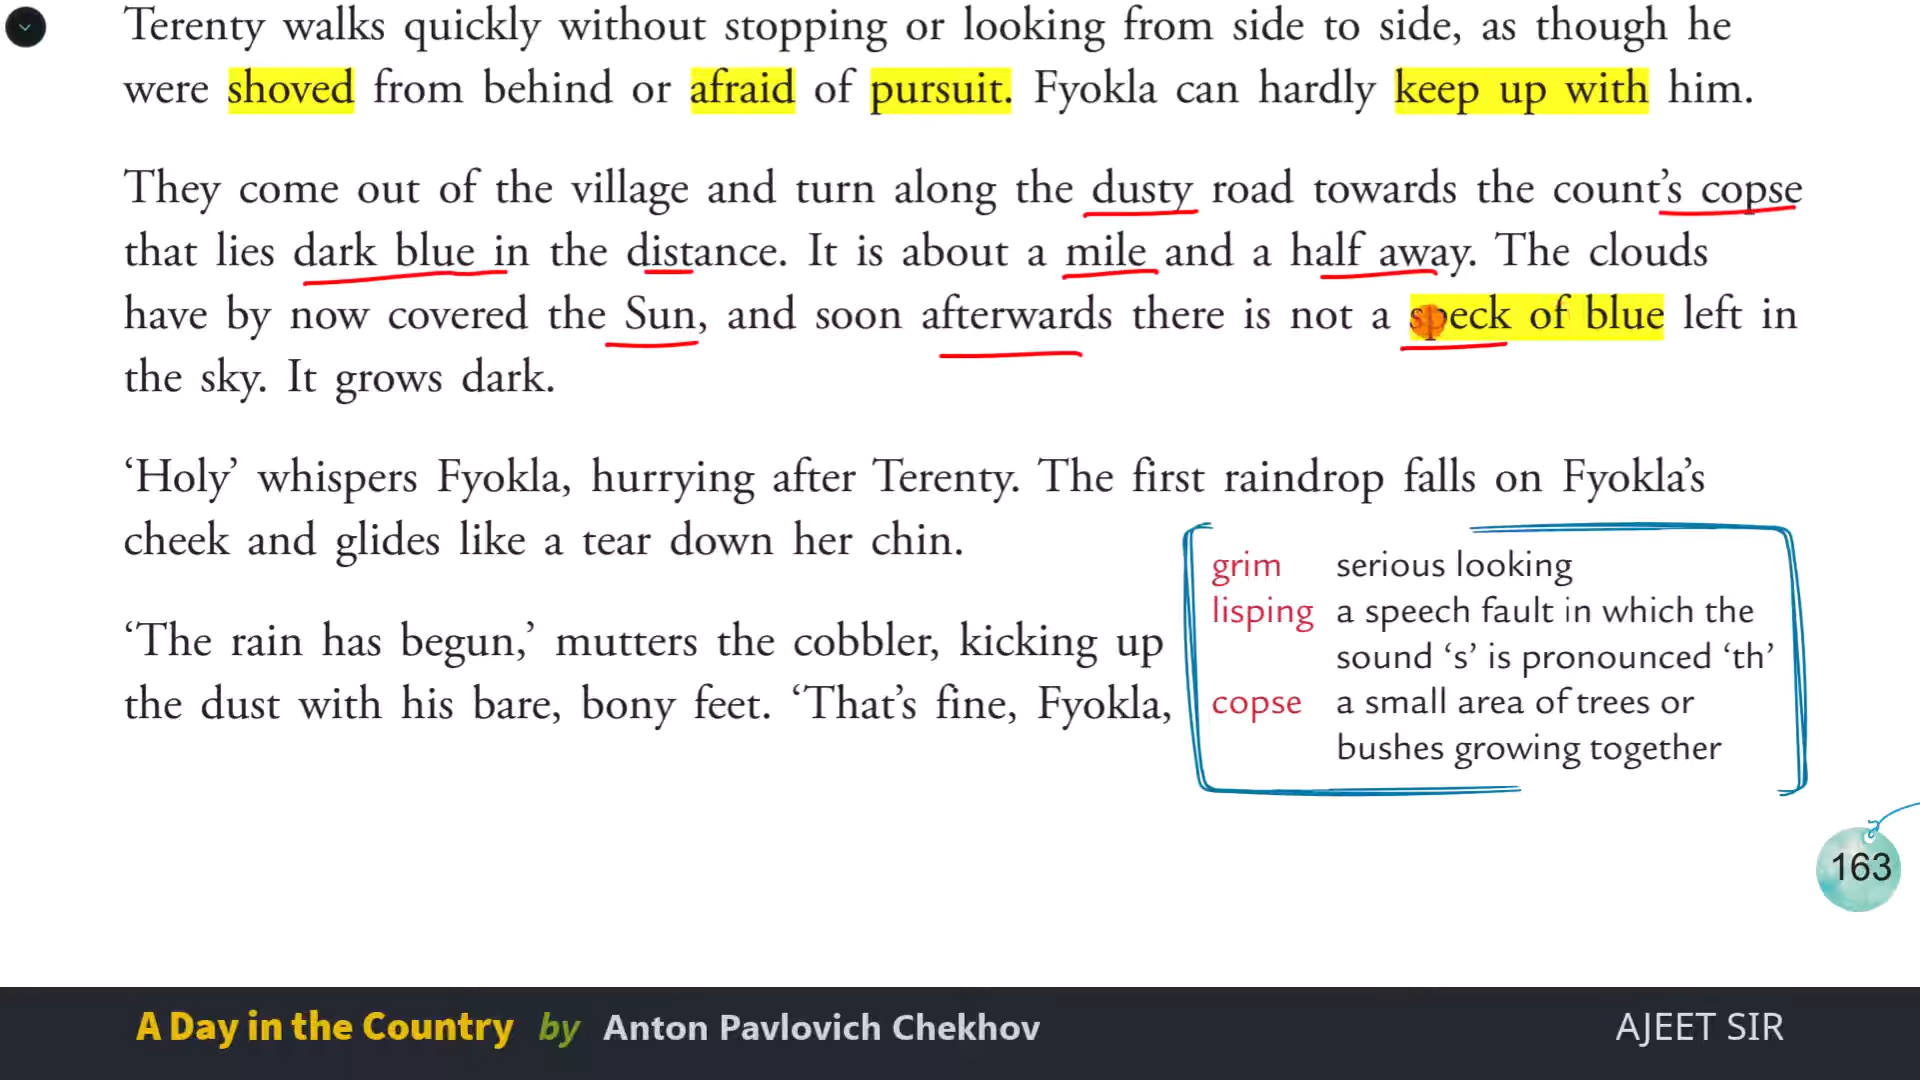 Terenty walks quickly without stopping or looking from side to side, as though he
were shoved from behind or afraid of pursuit. Fyokla can hardly keep up with him.
They come out of the village and turn along the dusty road towards the count's copse
that lies dark blue in the distance. It is about a mile and a half away. The clouds
have by now covered the Sun, and soon afterwards there is not a speck of blue left in
the sky. It grows dark.
‘Holy’ whispers Fyokla, hurrying after Terenty. The first raindrop falls on Fyokla’s
cheek and glides like a tear down her chin.
‘The rain has begun,’ mutters the cobbler, kicking up
the dust with his bare, bony feet. ‘That’s fine, Fyokla,
grim serious looking
lisping a speech fault in which the
sound ‘s’ is pronounced ‘th’
copse a small area of trees or
bushes growing together
163
A Day in the Country by Anton Pavlovich Chekhov
AJEET SIR